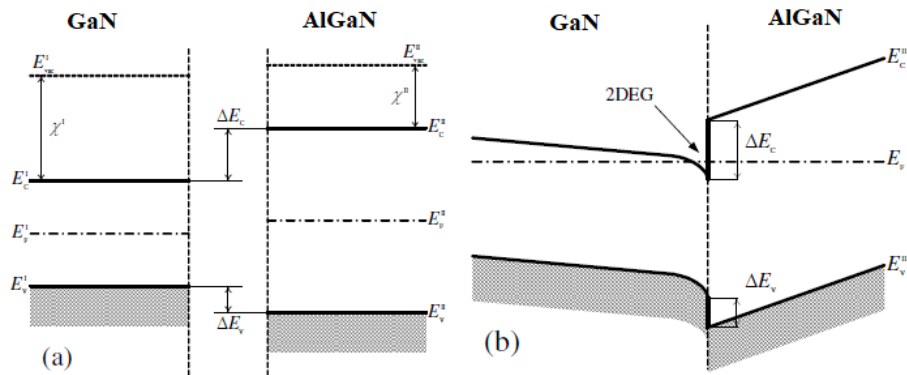 GaN
AlGaN
E^I_vac
E^II_vac
χ^I
χ^II
ΔE_c
E^I_C
E^II_C
E^I_F
E^II_F
E^I_v
E^II_v
ΔE_v
(a)
GaN
AlGaN
E^II_C
2DEG
ΔE_c
E_F
ΔE_v
E^II_v
(b)